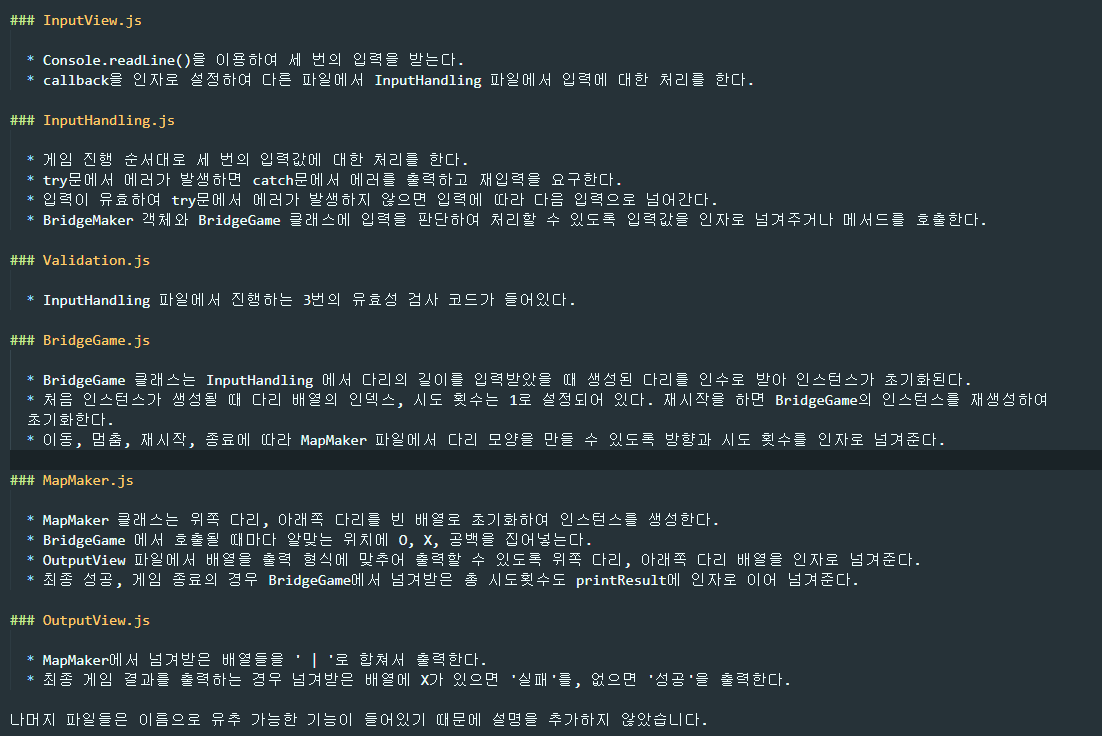 ### InputView.js
* Console.readLine()을 이용하여 세 번의 입력을 받는다.
* callback을 인자로 설정하여 다른 파일에서 InputHandling 파일에서 입력에 대한 처리를 한다.
### InputHandling.js
* 게임 진행 순서대로 세 번의 입력값에 대한 처리를 한다.
* try문에서 에러가 발생하면 catch문에서 에러를 출력하고 재입력을 요구한다.
* 입력이 유효하여 try문에서 에러가 발생하지 않으면 입력에 따라 다음 입력으로 넘어간다.
* BridgeMaker 객체와 BridgeGame 클래스에 입력을 판단하여 처리할 수 있도록 입력값을 인자로 넘겨주거나 메서드를 호출한다.
### Validation.js
* InputHandling 파일에서 진행하는 3번의 유효성 검사 코드가 들어있다.
### BridgeGame.js
* BridgeGame 클래스는 InputHandling 에서 다리의 길이를 입력받았을 때 생성된 다리를 인수로 받아 인스턴스가 초기화된다.
* 처음 인스턴스가 생성될 때 다리 배열의 인덱스, 시도 횟수는 1로 설정되어 있다. 재시작을 하면 BridgeGame의 인스턴스를 재생성하여
초기화한다.
* 이동, 멈춤, 재시작, 종료에 따라 MapMaker 파일에서 다리 모양을 만들 수 있도록 방향과 시도 횟수를 인자로 넘겨준다.
### MapMaker.js
* MapMaker 클래스는 위쪽 다리, 아래쪽 다리를 빈 배열로 초기화하여 인스턴스를 생성한다.
* BridgeGame 에서 호출될 때마다 알맞는 위치에 O, X, 공백을 집어넣는다.
* OutputView 파일에서 배열을 출력 형식에 맞추어 출력할 수 있도록 위쪽 다리, 아래쪽 다리 배열을 인자로 넘겨준다.
* 최종 성공, 게임 종료의 경우 BridgeGame에서 넘겨받은 총 시도횟수도 printResult에 인자로 이어 넘겨준다.
### OutputView.js
* MapMaker에서 넘겨받은 배열들을 ' | '로 합쳐서 출력한다.
* 최종 게임 결과를 출력하는 경우 넘겨받은 배열에 X가 있으면 '실패'를, 없으면 '성공'을 출력한다.
나머지 파일들은 이름으로 유추 가능한 기능이 들어있기 때문에 설명을 추가하지 않았습니다.